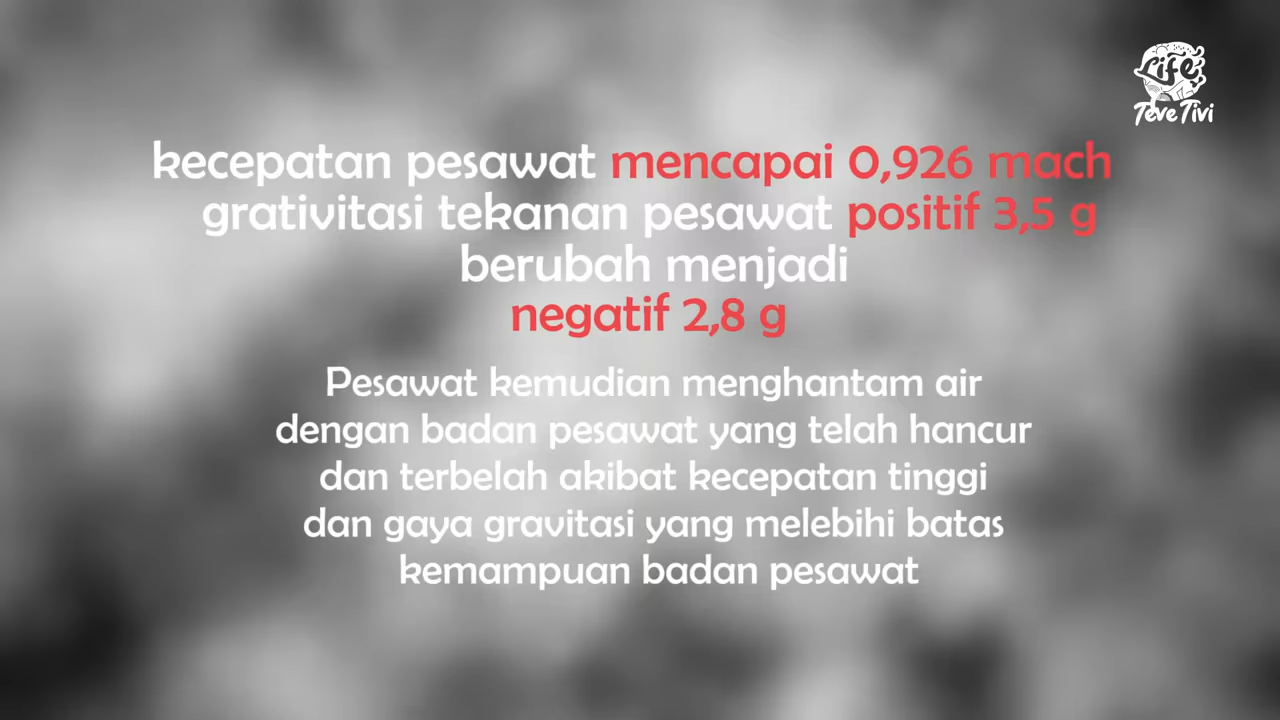 Life
Teve Tivi
kecepatan pesawat mencapai 0,926 mach
grativitasi tekanan pesawat positif 3,5 g
berubah menjadi
negatif 2,8 g
Pesawat kemudian menghantam air
dengan badan pesawat yang telah hancur
dan terbelah akibat kecepatan tinggi
dan gaya gravitasi yang melebihi batas
kemampuan badan pesawat